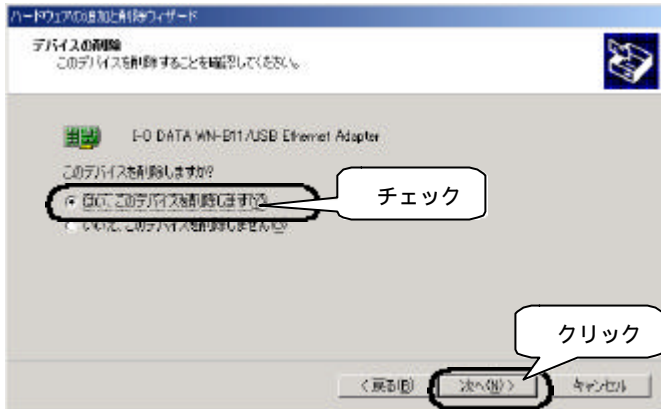 ハードウェアの追加と削除ウィザード
デバイスの削除
このデバイスを削除することを確認してください。
I-O DATA WN-B11/USB Ethernet Adapter
このデバイスを削除しますか?
はい、このデバイスを削除します(Y)
チェック
いいえ、このデバイスを削除しません(O)
クリック
< 戻る(B)
次へ(N) >
キャンセル